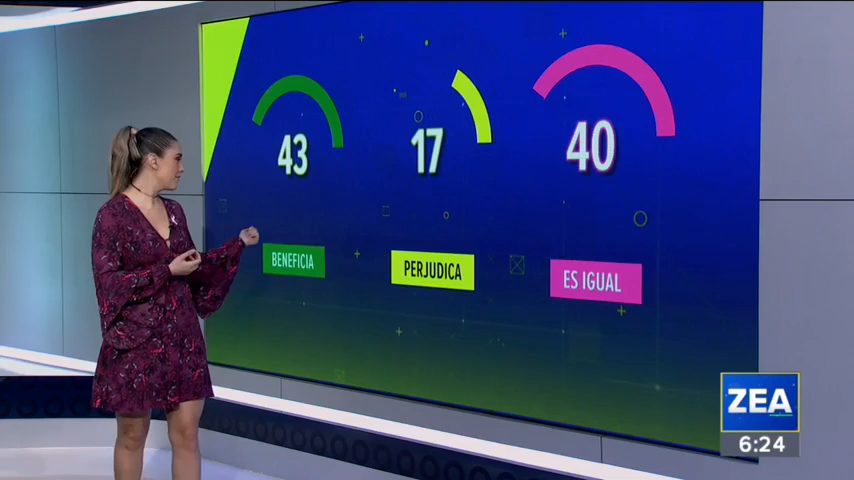 43
17
40
BENEFICIA
PERJUDICA
ES IGUAL
ZEA
6:24